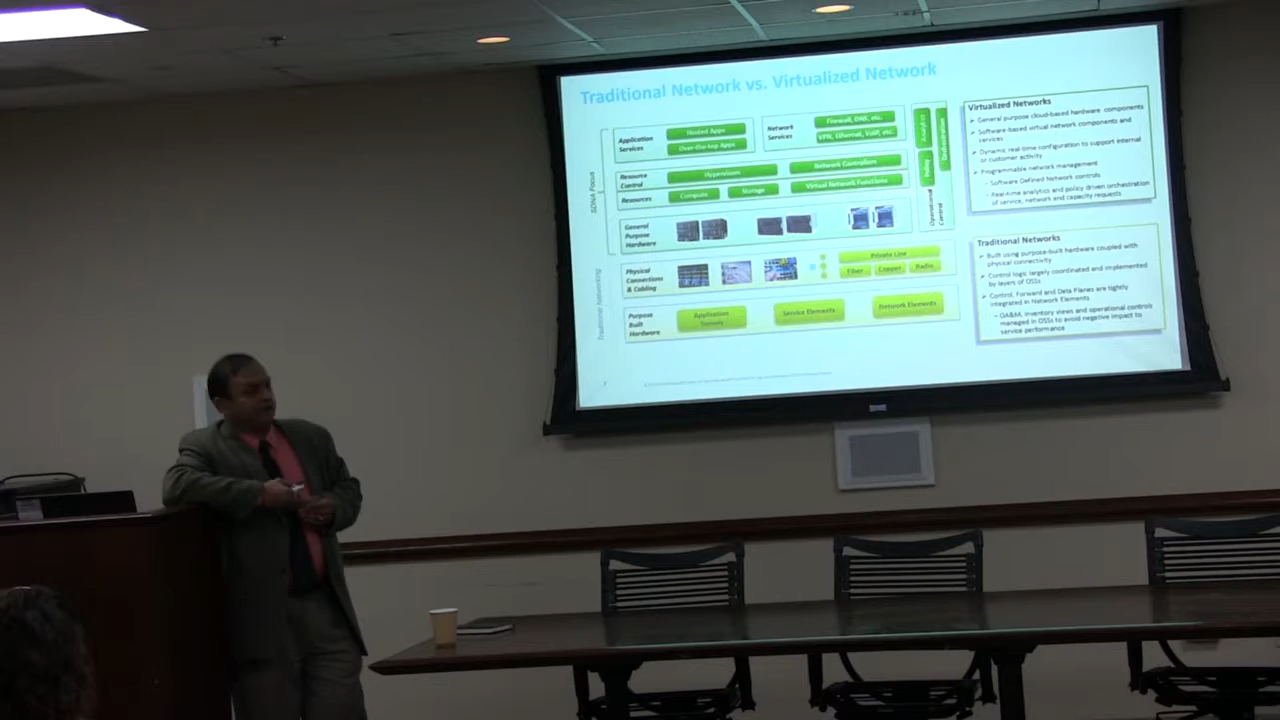 Traditional Network vs. Virtualized Network
SDNA Focus
Traditional Networking
Application
Services
Hosted Apps
Over-the-top Apps
Network
Services
Firewall, DNS, etc.
VPN, Ethernet, VoIP, etc.
Resource
Control
Hypervisors
Network Controllers
Resources
Compute
Storage
Virtual Network Functions
General
Purpose
Hardware
Analytics
Policy
Orchestration
Operational
Control
Physical
Connections
& Cabling
Private Line
Fiber
Copper
Radio
Purpose
Built
Hardware
Application
Servers
Service Elements
Network Elements
Virtualized Networks
General purpose cloud-based hardware components
Software-based virtual network components and
services
Dynamic real-time configuration to support internal
or customer activity
Programmable network management
– Software Defined Network controls
– Real-time analytics and policy driven orchestration
of service, network and capacity requests
Traditional Networks
Built using purpose-built hardware coupled with
physical connectivity
Control logic largely coordinated and implemented
by layers of OSSs
Control, Forward and Data Planes are tightly
integrated in Network Elements
– OA&M, inventory views and operational controls
managed in OSSs to avoid negative impact to
service performance